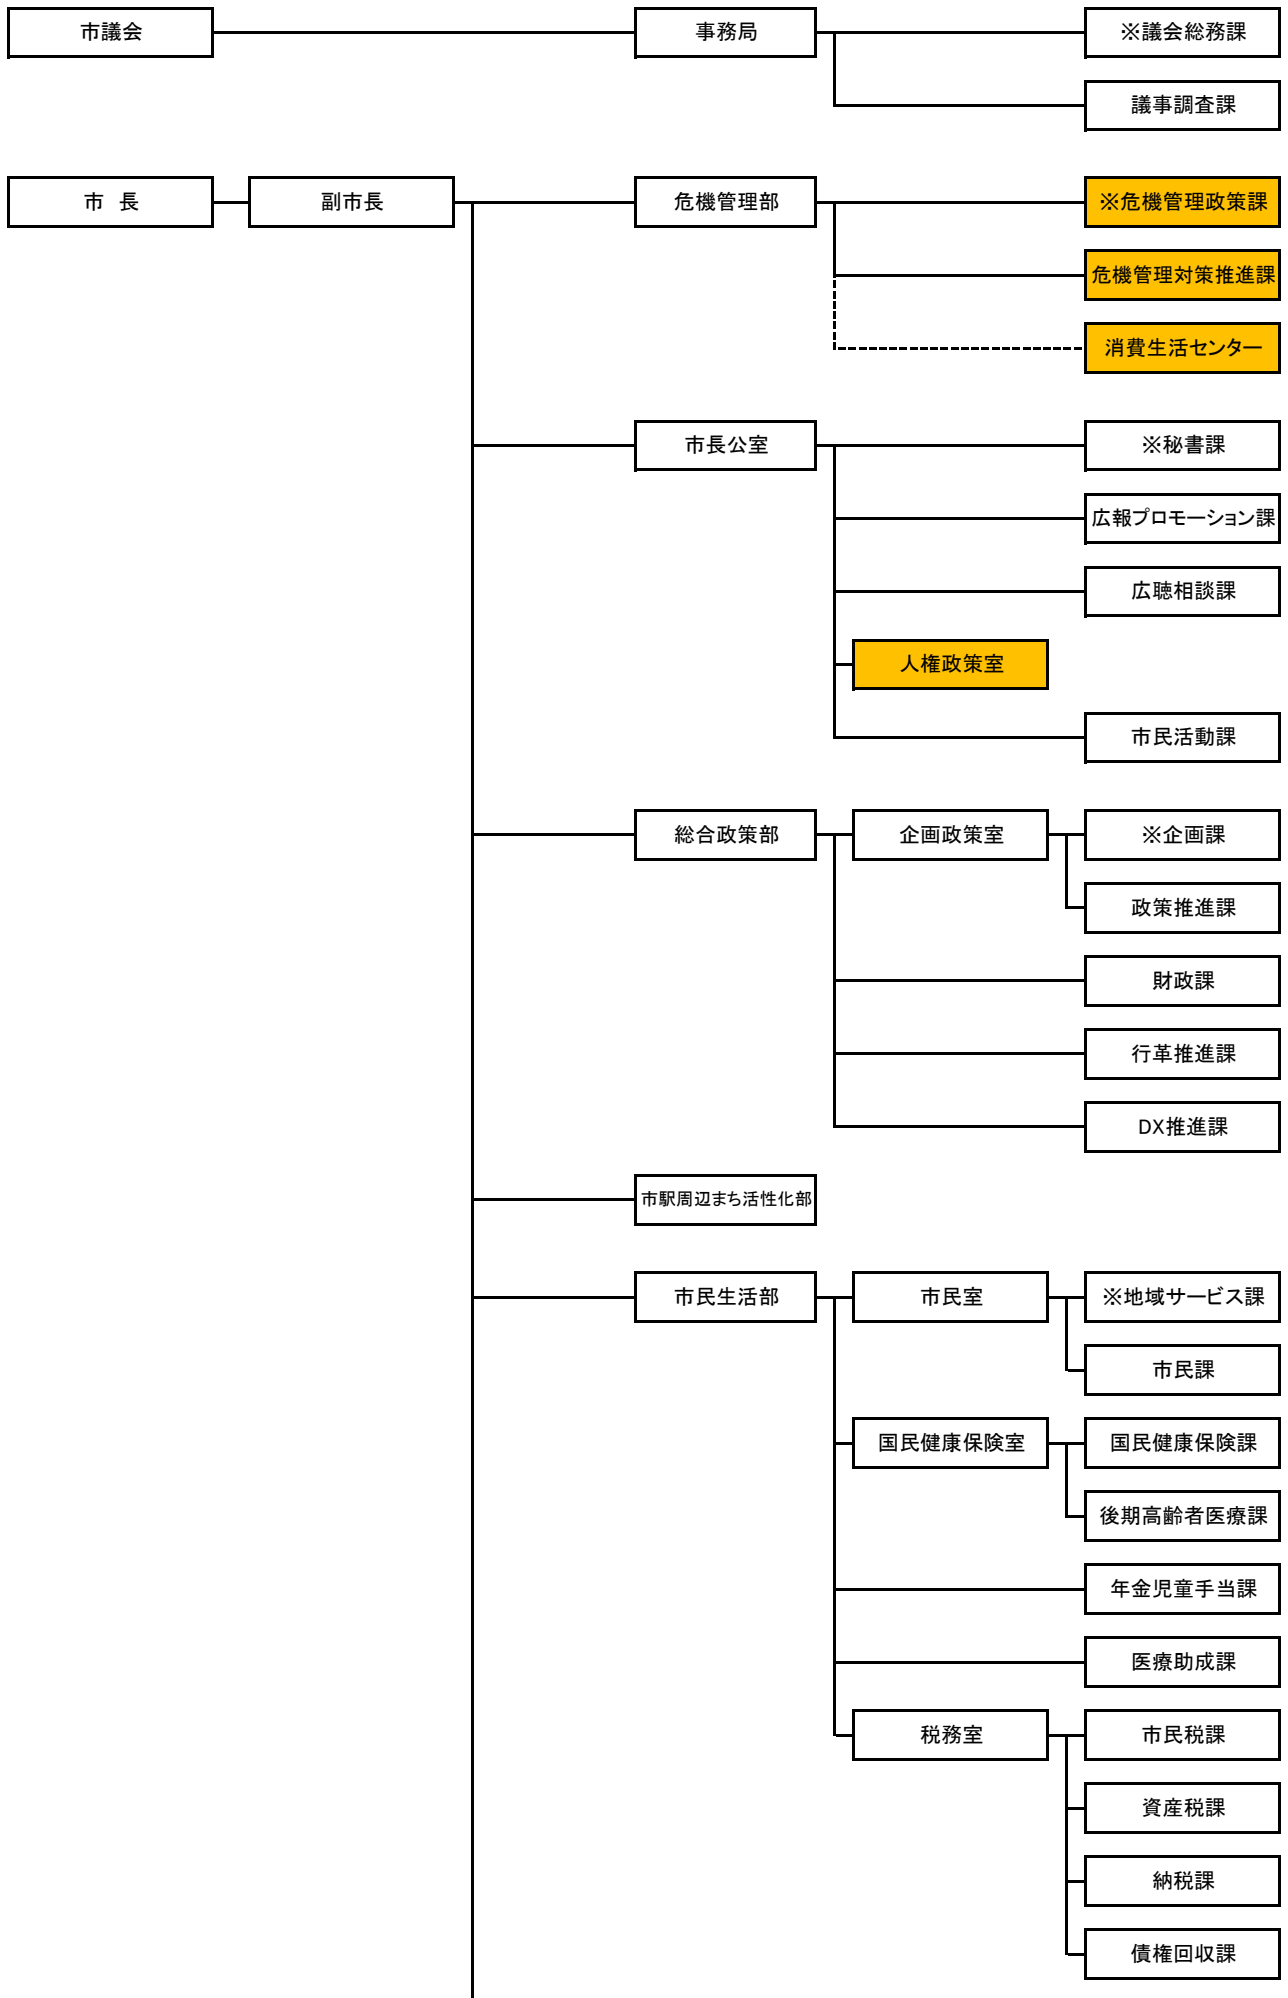 市議会
事務局
※議会総務課
議事調査課
市　長
副市長
危機管理部
※危機管理政策課
危機管理対策推進課
消費生活センター
市長公室
※秘書課
広報プロモーション課
広聴相談課
人権政策室
市民活動課
総合政策部
企画政策室
※企画課
政策推進課
財政課
行革推進課
DX推進課
市駅周辺まち活性化部
市民生活部
市民室
※地域サービス課
市民課
国民健康保険室
国民健康保険課
後期高齢者医療課
年金児童手当課
医療助成課
税務室
市民税課
資産税課
納税課
債権回収課